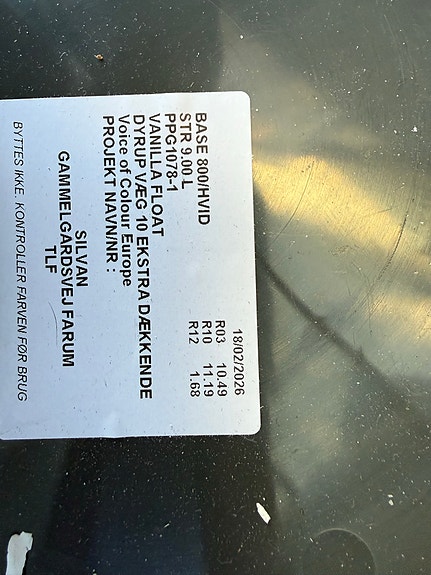 18/02/2026
BASE 800/HVID R03 10.49
STR 9.00 L R10 11.19
PPG1078-1 R12 1.68
VANILLA FLOAT
DYRUP VÆG 10 EKSTRA DÆKKENDE
Voice of Colour Europe
PROJEKT NAVN/NR :
SILVAN
GAMMELGARDSVEJ FARUM
TLF
BYTTES IKKE, KONTROLLER FARVEN FØR BRUG